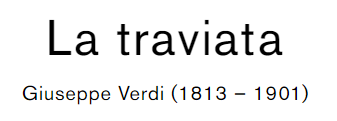 La traviata
Giuseppe Verdi (1813 – 1901)